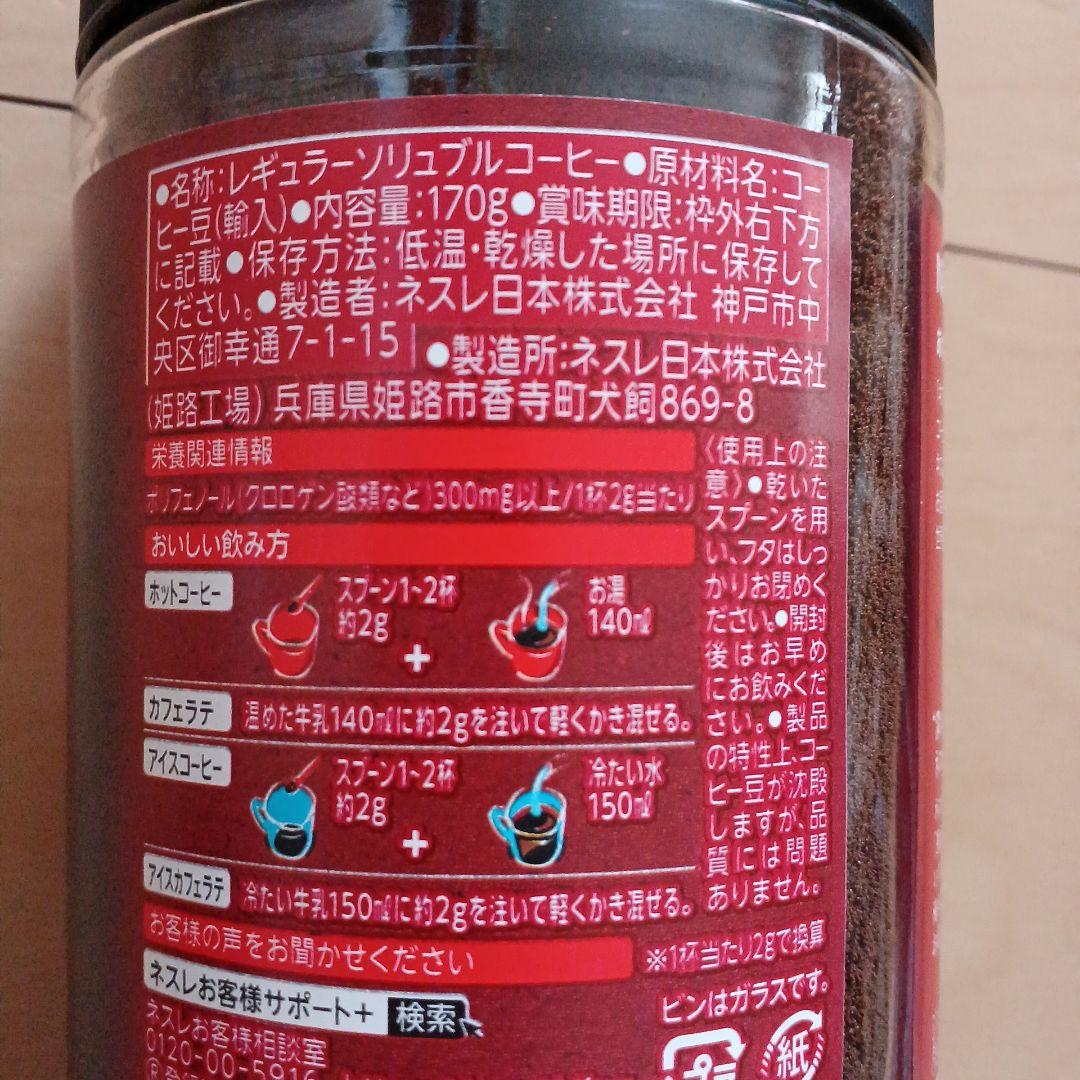 ●名称:レギュラーソリュブルコーヒー●原材料名:コー
ヒー豆(輸入)●内容量:170g●賞味期限:枠外右下方
に記載●保存方法:低温・乾燥した場所に保存して
ください。●製造者:ネスレ日本株式会社 神戸市中
央区御幸通7-1-15
●製造所:ネスレ日本株式会社
(姫路工場)兵庫県姫路市香寺町犬飼869-8
栄養関連情報
ポリフェノール(クロロゲン酸類など)300mg以上/1杯2g当たり
おいしい飲み方
ホットコーヒー
スプーン1~2杯
約2g
+
お湯
140ml
カフェラテ
温めた牛乳140mlに約2gを注いで軽くかき混ぜる。
アイスコーヒー
スプーン1~2杯
約2g
+
冷たい水
150ml
アイスカフェラテ
冷たい牛乳150mlに約2gを注いで軽くかき混ぜる。
〈使用上の注
意〉●乾いた
スプーンを用
い、フタはしっ
かりお閉めく
ださい。●開封
後はお早め
にお飲みくだ
さい。●製品
の特性上、コー
ヒー豆が沈殿
しますが、品
質には問題
ありません。
※1杯当たり2gで換算
お客様の声をお聞かせください
ネスレお客様サポート+ 検索
ネスレお客様相談室
0120-00-5916
ビンはガラスです。
紙